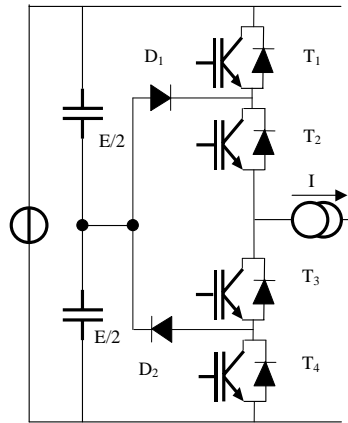 D₁
T₁
E/2
T₂
I
T₃
E/2
D₂
T₄